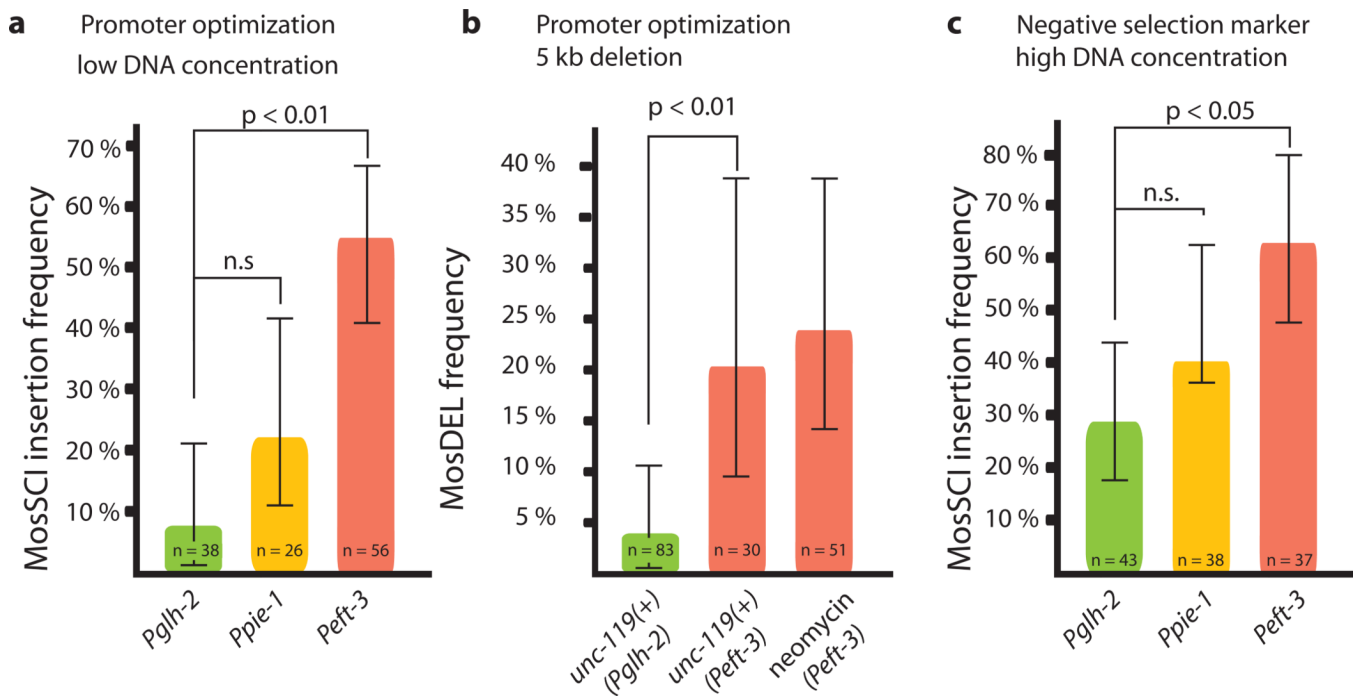 a Promoter optimization
low DNA concentration
MosSCI insertion frequency
70 %
60 %
50 %
40 %
30 %
20 %
10 %
p < 0.01
n.s
n = 38
n = 26
n = 56
Pglh-2
Ppie-1
Peft-3
b Promoter optimization
5 kb deletion
MosDEL frequency
40 %
35 %
30 %
25 %
20 %
15 %
10 %
5 %
p < 0.01
n = 83
n = 30
n = 51
unc-119(+)
(Pglh-2)
unc-119(+)
(Peft-3)
neomycin
(Peft-3)
c Negative selection marker
high DNA concentration
MosSCI insertion frequency
80 %
70 %
60 %
50 %
40 %
30 %
20 %
10 %
p < 0.05
n.s.
n = 43
n = 38
n = 37
Pglh-2
Ppie-1
Peft-3